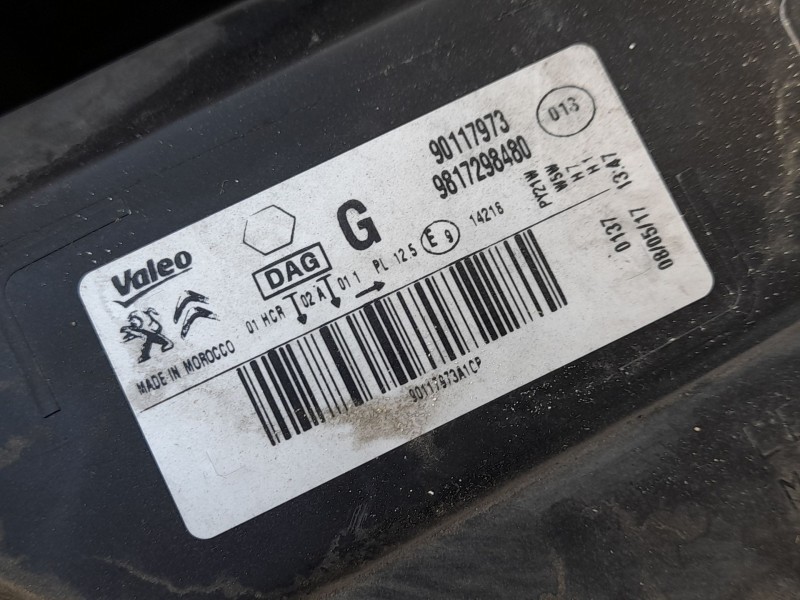 Valeo
MADE IN MOROCCO
DAG
G
01 HCR 02 A 01 1 PL 12.5 E 9 14216
90117973
9817298480
013
PY21W
W5W
H7
H1
0137
08/05/17 13:47
90117973A1CP